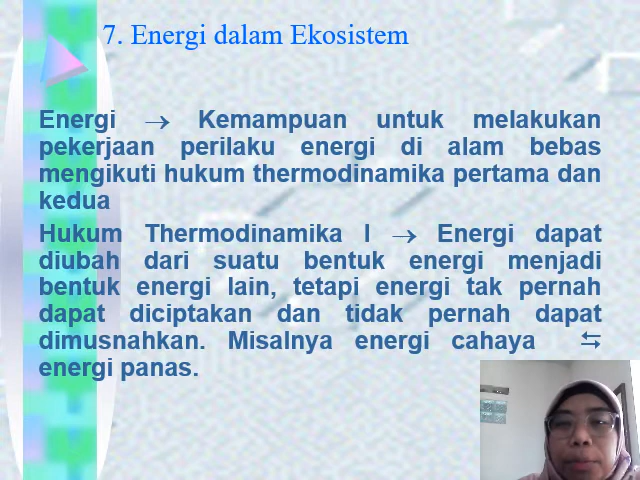 7. Energi dalam Ekosistem
Energi → Kemampuan untuk melakukan
pekerjaan perilaku energi di alam bebas
mengikuti hukum thermodinamika pertama dan
kedua
Hukum Thermodinamika I → Energi dapat
diubah dari suatu bentuk energi menjadi
bentuk energi lain, tetapi energi tak pernah
dapat diciptakan dan tidak pernah dapat
dimusnahkan. Misalnya energi cahaya ⇆
energi panas.